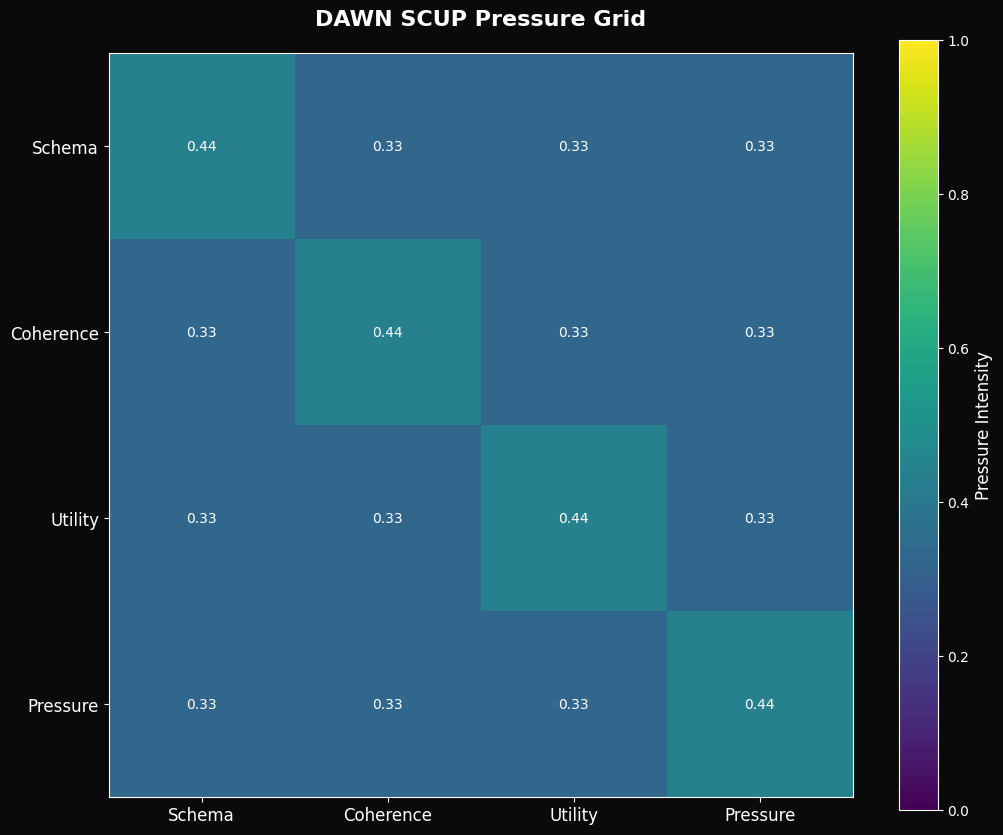 DAWN SCUP Pressure Grid
1.0
Schema 0.44 0.33 0.33 0.33
0.8
Coherence 0.33 0.44 0.33 0.33
0.6
Pressure Intensity
0.4
Utility 0.33 0.33 0.44 0.33
0.2
Pressure 0.33 0.33 0.33 0.44
0.0
Schema Coherence Utility Pressure